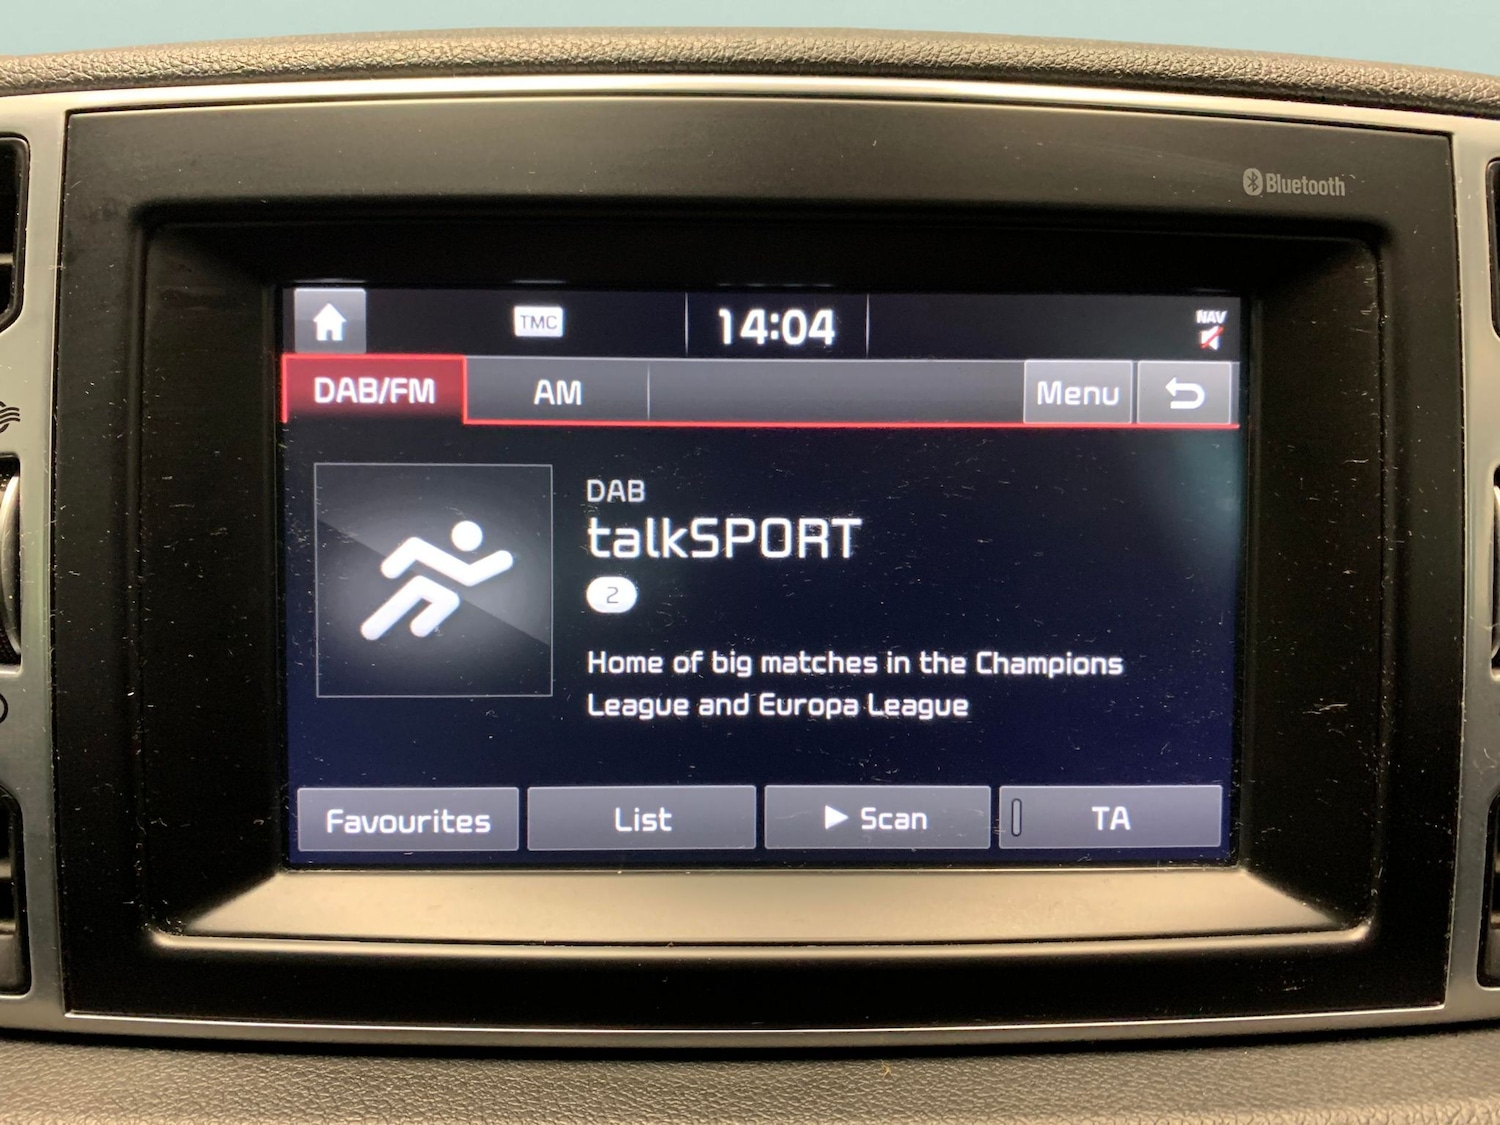 Bluetooth
TMC
14:04
NAV
DAB/FM
AM
Menu
DAB
talkSPORT
2
Home of big matches in the Champions
League and Europa League
Favourites
List
Scan
TA